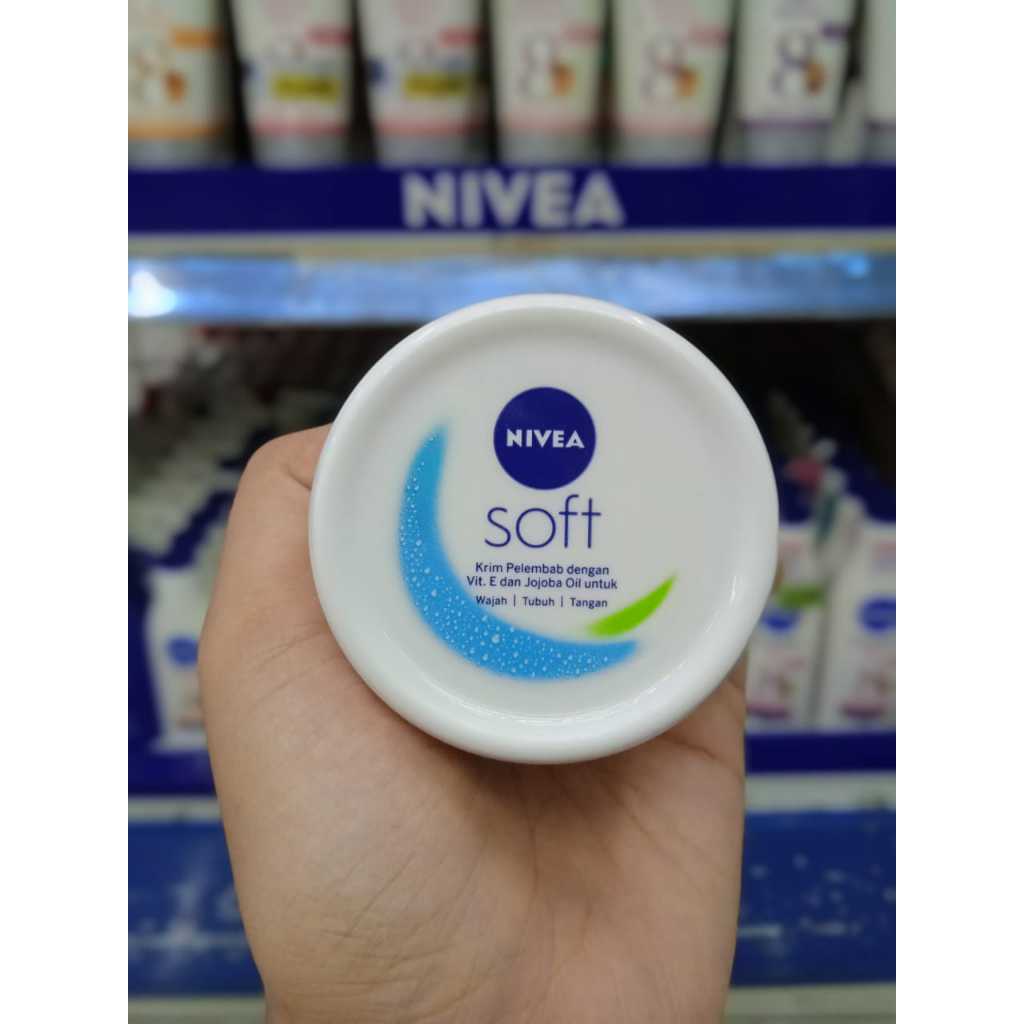 NIVEA
NIVEA
soft
Krim Pelembab dengan
Vit. E dan Jojoba Oil untuk
Wajah | Tubuh | Tangan